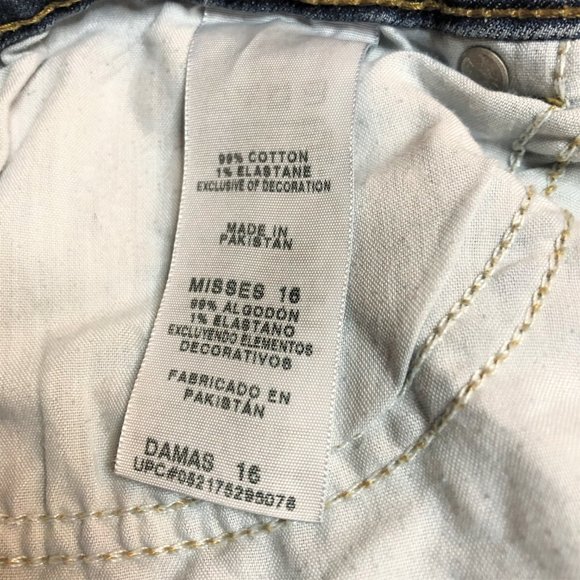 99% COTTON
1% ELASTANE
EXCLUSIVE OF DECORATION
MADE IN
PAKISTAN
MISSES 16
99% ALGODÓN
1% ELASTANO
EXCLUYENDO ELEMENTOS
DECORATIVOS
FABRICADO EN
PAKISTÁN
DAMAS 16
UPC#052175295078